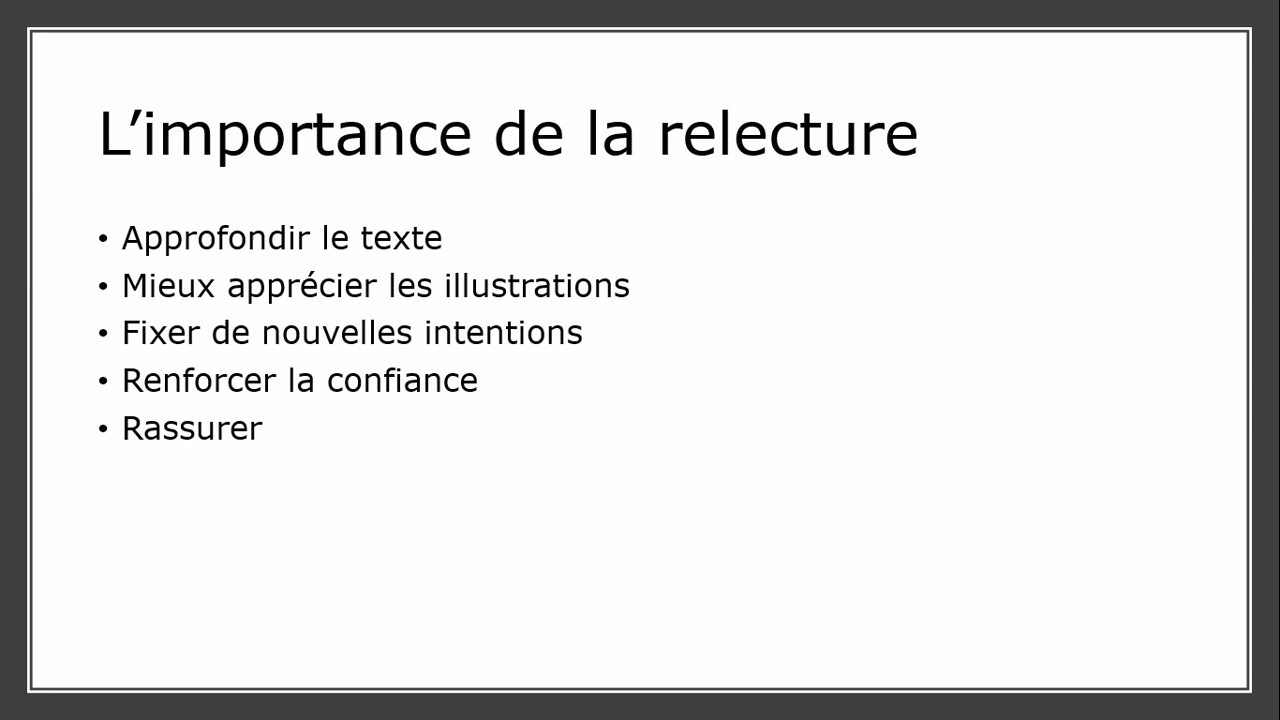 L’importance de la relecture
• Approfondir le texte
• Mieux apprécier les illustrations
• Fixer de nouvelles intentions
• Renforcer la confiance
• Rassurer